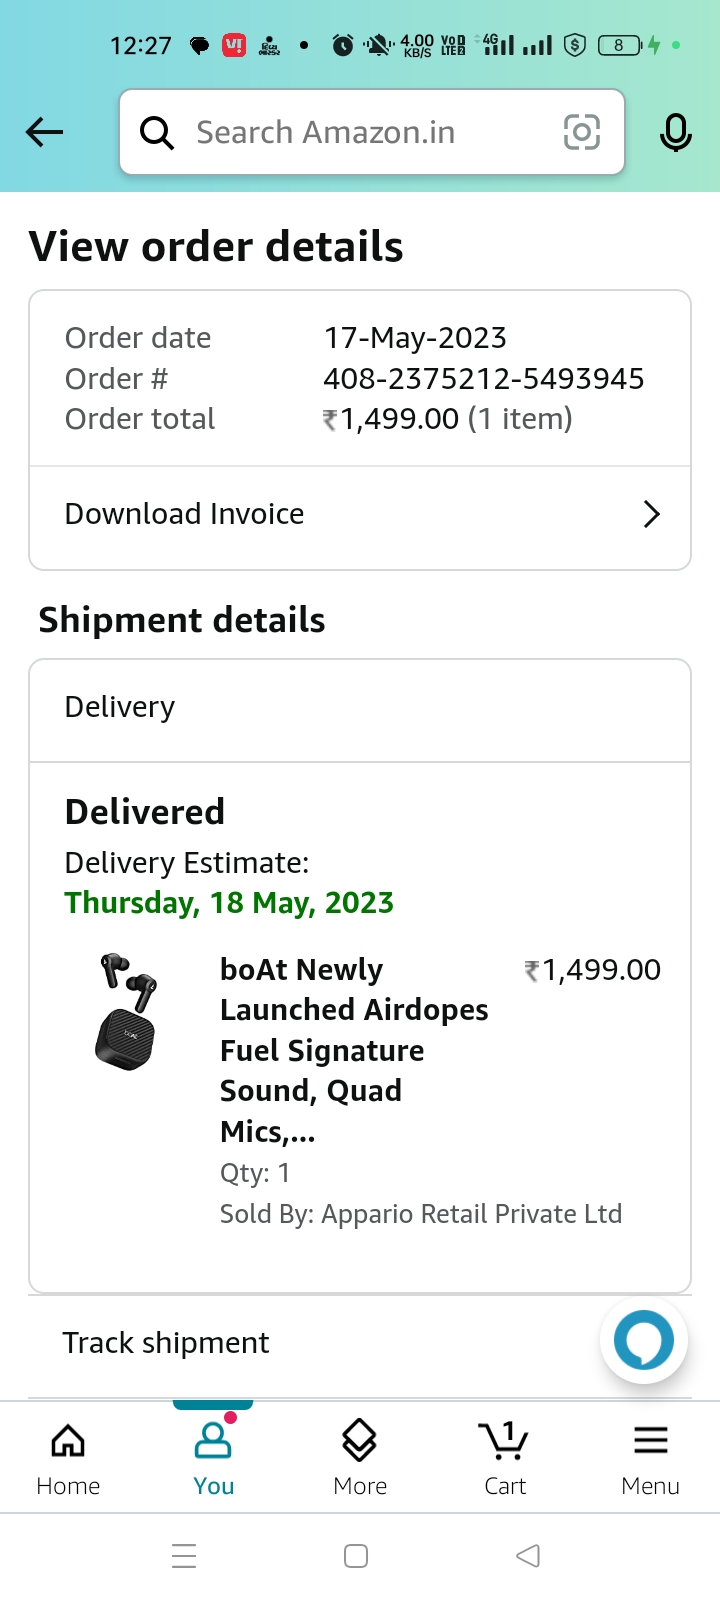 12:27
4.00 KB/S
4G
8
Search Amazon.in
View order details
Order date 17-May-2023
Order # 408-2375212-5493945
Order total ₹1,499.00 (1 item)
Download Invoice
Shipment details
Delivery
Delivered
Delivery Estimate:
Thursday, 18 May, 2023
boAt Newly ₹1,499.00
Launched Airdopes
Fuel Signature
Sound, Quad
Mics,...
Qty: 1
Sold By: Appario Retail Private Ltd
Track shipment
1
Home You More Cart Menu